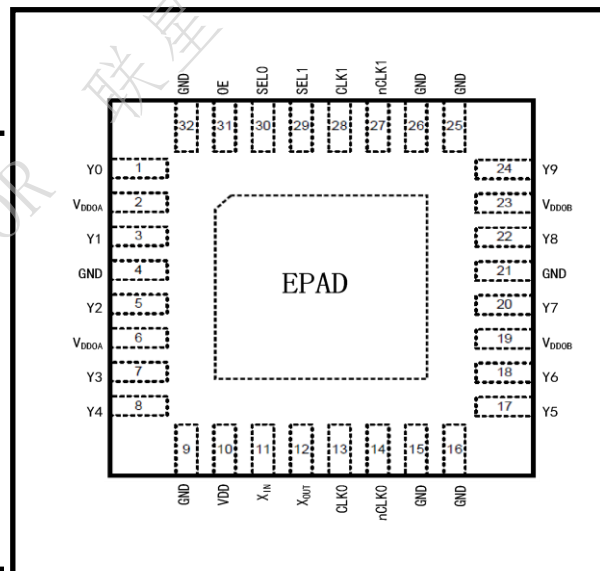 联星
OR
GND OE SEL0 SEL1 CLK1 nCLK1 GND GND
32 31 30 29 28 27 26 25
Y0 1 24 Y9
VDDOA 2 23 VDDOB
Y1 3 22 Y8
GND 4 21 GND
EPAD
Y2 5 20 Y7
VDDOA 6 19 VDDOB
Y3 7 18 Y6
Y4 8 17 Y5
9 10 11 12 13 14 15 16
GND VDD XIN XOUT CLK0 nCLK0 GND GND